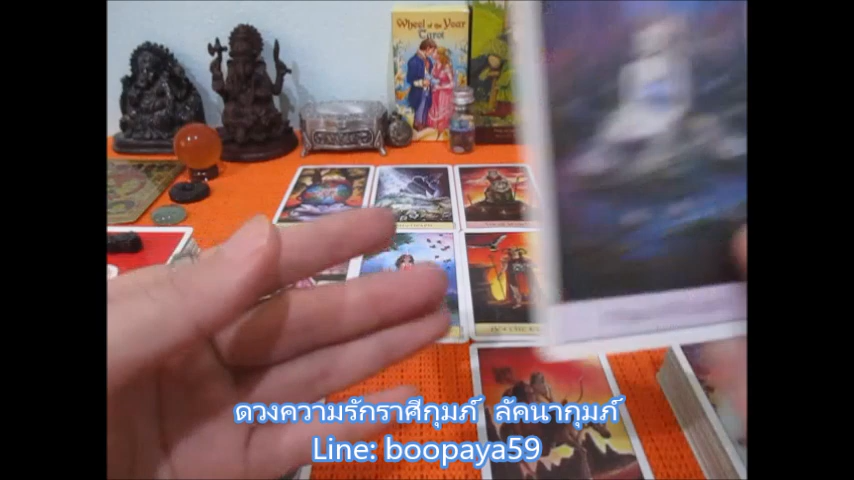 Wheel of the Year
Tarot
ดวงความรักราศีกุมภ์ ลัคนากุมภ์
Line: boopaya59